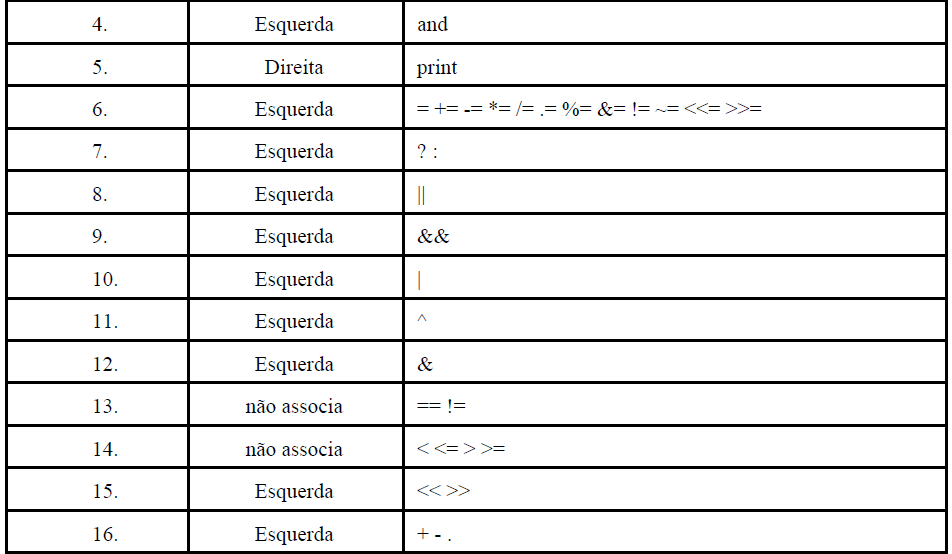 4. Esquerda and
5. Direita print
6. Esquerda = += -= *= /= .= %= &= != ~= <<= >>=
7. Esquerda ? :
8. Esquerda ||
9. Esquerda &&
10. Esquerda |
11. Esquerda ^
12. Esquerda &
13. não associa == !=
14. não associa < <= > >=
15. Esquerda << >>
16. Esquerda + - .